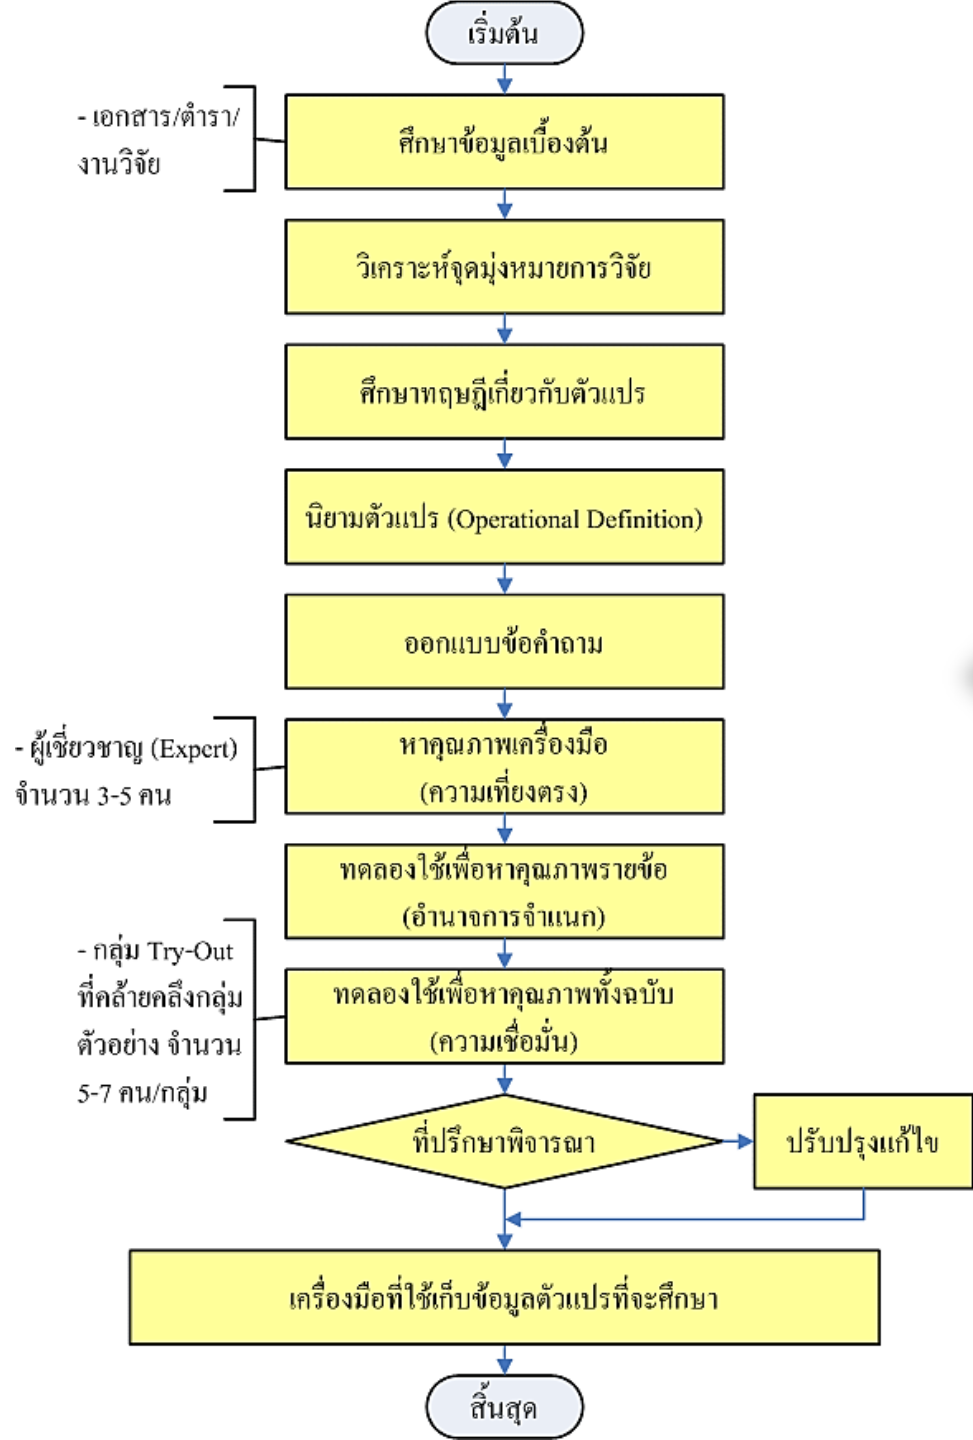 เริ่มต้น
- เอกสาร/ตำรา/
งานวิจัย
ศึกษาข้อมูลเบื้องต้น
วิเคราะห์จุดมุ่งหมายการวิจัย
ศึกษาทฤษฎีเกี่ยวกับตัวแปร
นิยามตัวแปร (Operational Definition)
ออกแบบข้อคำถาม
- ผู้เชี่ยวชาญ (Expert)
จำนวน 3-5 คน
หาคุณภาพเครื่องมือ
(ความเที่ยงตรง)
ทดลองใช้เพื่อหาคุณภาพรายข้อ
(อำนาจการจำแนก)
- กลุ่ม Try-Out
ที่คล้ายคลึงกลุ่ม
ตัวอย่าง จำนวน
5-7 คน/กลุ่ม
ทดลองใช้เพื่อหาคุณภาพทั้งฉบับ
(ความเชื่อมั่น)
ที่ปรึกษาพิจารณา
ปรับปรุงแก้ไข
เครื่องมือที่ใช้เก็บข้อมูลตัวแปรที่จะศึกษา
สิ้นสุด